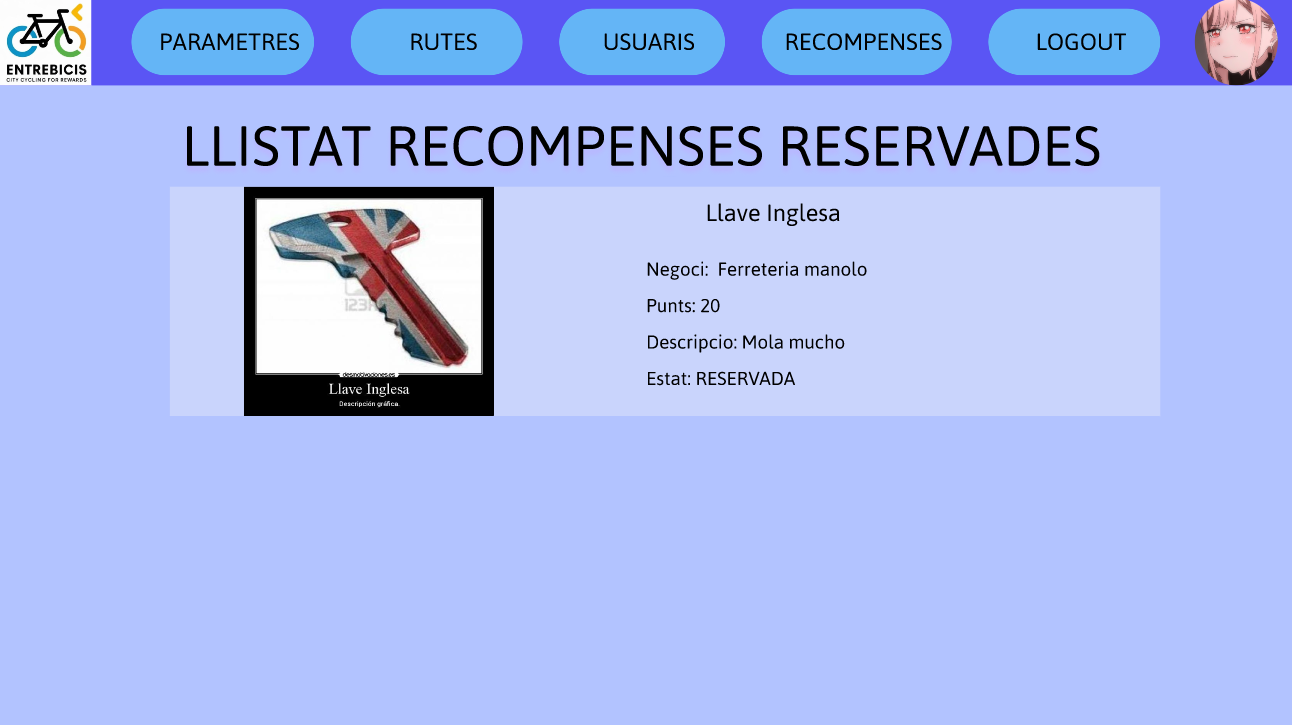 PARAMETRES
RUTES
USUARIS
RECOMPENSES
LOGOUT
ENTREBICIS
CITY CYCLING FOR REWARDS
LLISTAT RECOMPENSES RESERVADES
Llave Inglesa
Negoci: Ferreteria manolo
Punts: 20
Descripcio: Mola mucho
Estat: RESERVADA
Llave Inglesa
Descripción gráfica.